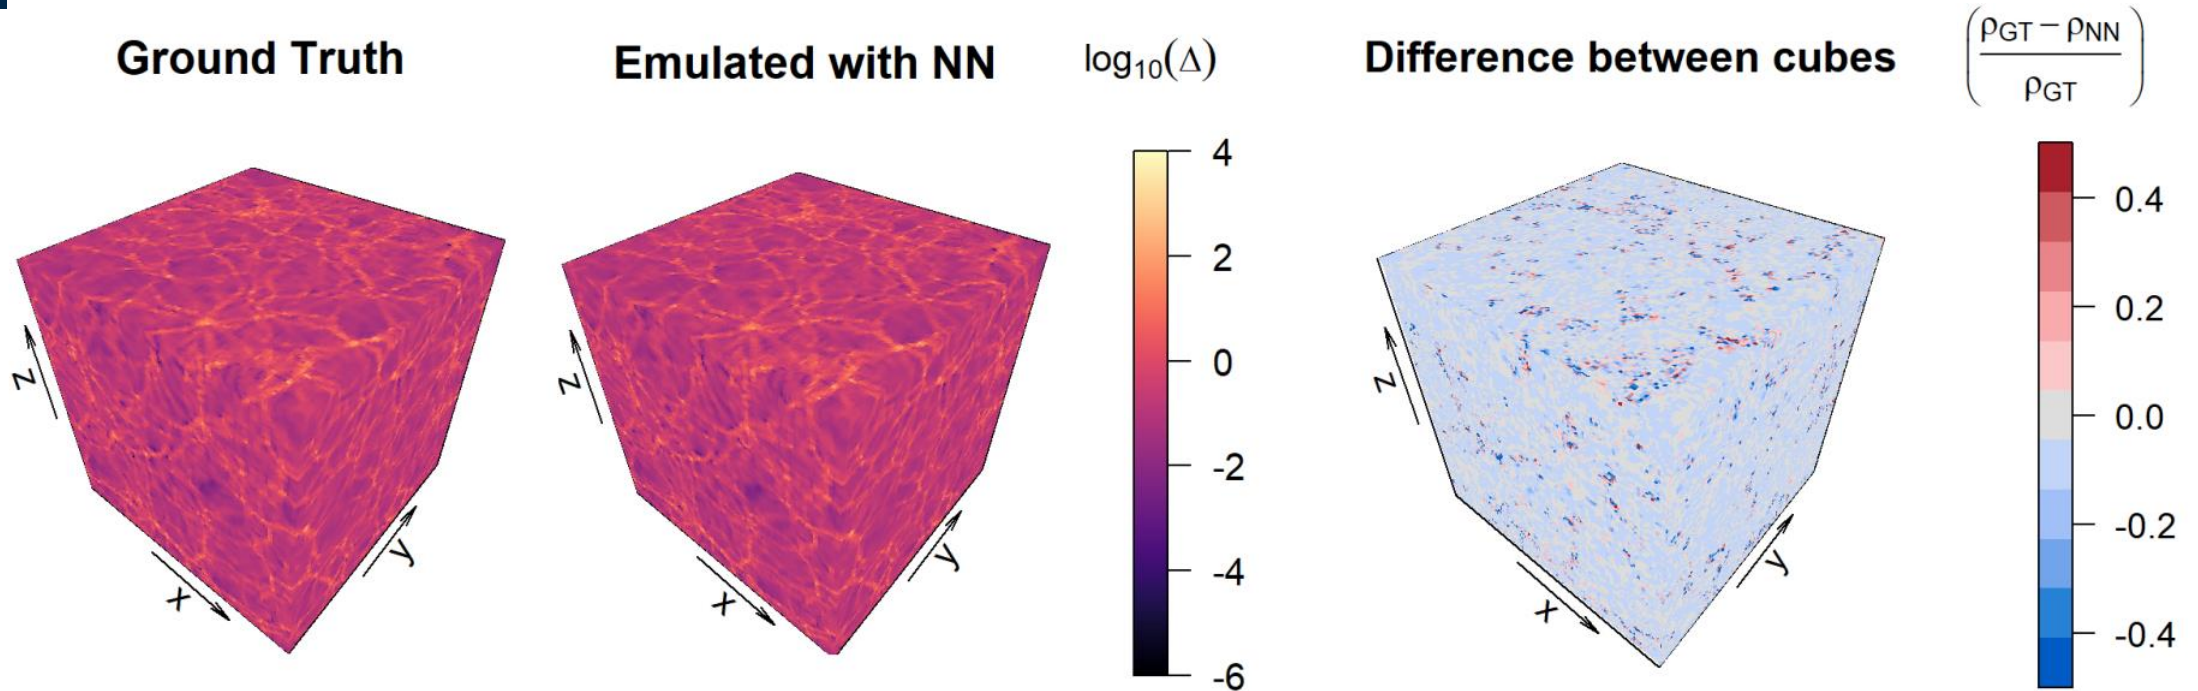 Ground Truth
Emulated with NN
log₁₀(Δ)
4
2
0
-2
-4
-6
z
x
y
z
x
y
Difference between cubes
(ρGT − ρNN
ρGT)
0.4
0.2
0.0
-0.2
-0.4
z
x
y